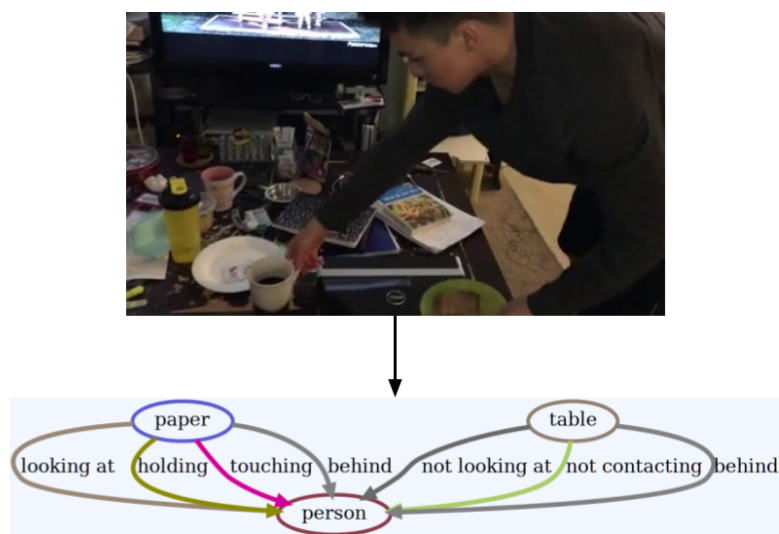 paper
table
looking at holding touching behind not looking at not contacting behind
person